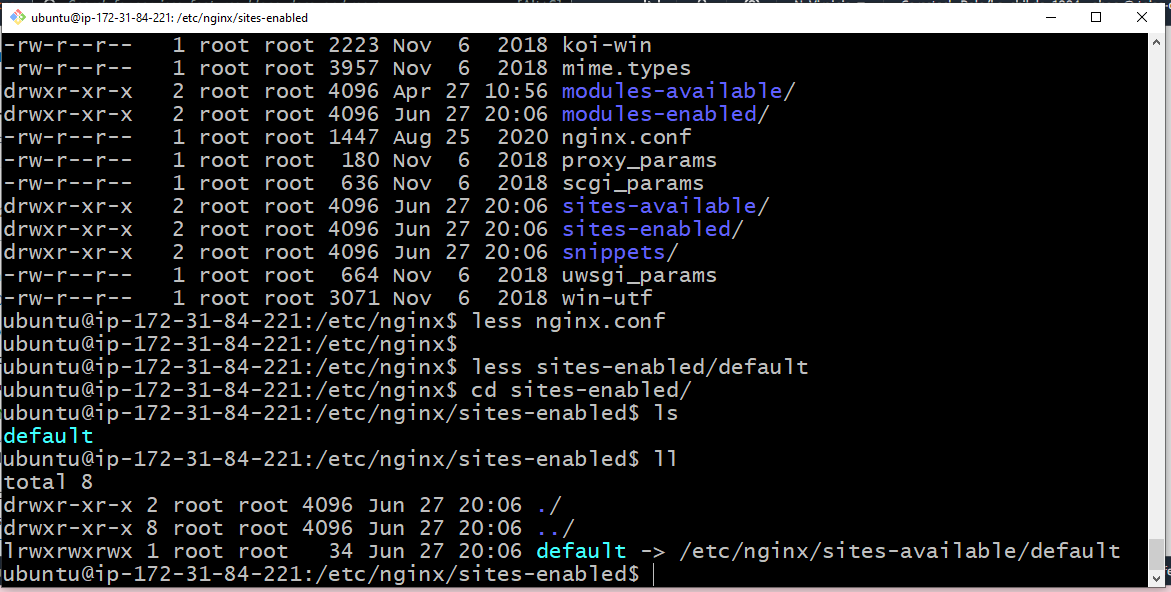 ubuntu@ip-172-31-84-221: /etc/nginx/sites-enabled
-rw-r--r--   1 root root 2223 Nov  6  2018 koi-win
-rw-r--r--   1 root root 3957 Nov  6  2018 mime.types
drwxr-xr-x   2 root root 4096 Apr 27 10:56 modules-available/
drwxr-xr-x   2 root root 4096 Jun 27 20:06 modules-enabled/
-rw-r--r--   1 root root 1447 Aug 25  2020 nginx.conf
-rw-r--r--   1 root root  180 Nov  6  2018 proxy_params
-rw-r--r--   1 root root  636 Nov  6  2018 scgi_params
drwxr-xr-x   2 root root 4096 Jun 27 20:06 sites-available/
drwxr-xr-x   2 root root 4096 Jun 27 20:06 sites-enabled/
drwxr-xr-x   2 root root 4096 Jun 27 20:06 snippets/
-rw-r--r--   1 root root  664 Nov  6  2018 uwsgi_params
-rw-r--r--   1 root root 3071 Nov  6  2018 win-utf
ubuntu@ip-172-31-84-221:/etc/nginx$ less nginx.conf
ubuntu@ip-172-31-84-221:/etc/nginx$
ubuntu@ip-172-31-84-221:/etc/nginx$ less sites-enabled/default
ubuntu@ip-172-31-84-221:/etc/nginx$ cd sites-enabled/
ubuntu@ip-172-31-84-221:/etc/nginx/sites-enabled$ ls
default
ubuntu@ip-172-31-84-221:/etc/nginx/sites-enabled$ ll
total 8
drwxr-xr-x 2 root root 4096 Jun 27 20:06 ./
drwxr-xr-x 8 root root 4096 Jun 27 20:06 ../
lrwxrwxrwx 1 root root   34 Jun 27 20:06 default -> /etc/nginx/sites-available/default
ubuntu@ip-172-31-84-221:/etc/nginx/sites-enabled$